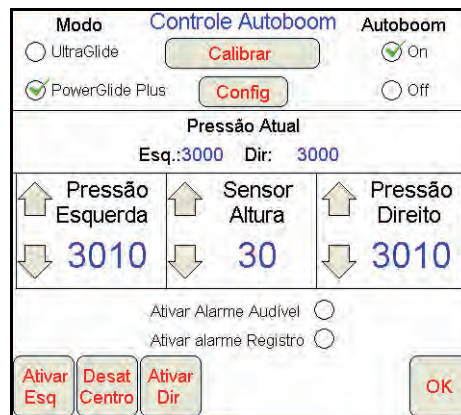 Modo Controle Autoboom Autoboom
UltraGlide Calibrar On
PowerGlide Plus Config Off
Pressão Atual
Esq.:3000 Dir: 3000
Pressão Esquerda
3010
Sensor Altura
30
Pressão Direito
3010
Ativar Alarme Audível
Ativar alarme Registro
Ativar Esq
Desat Centro
Ativar Dir
OK